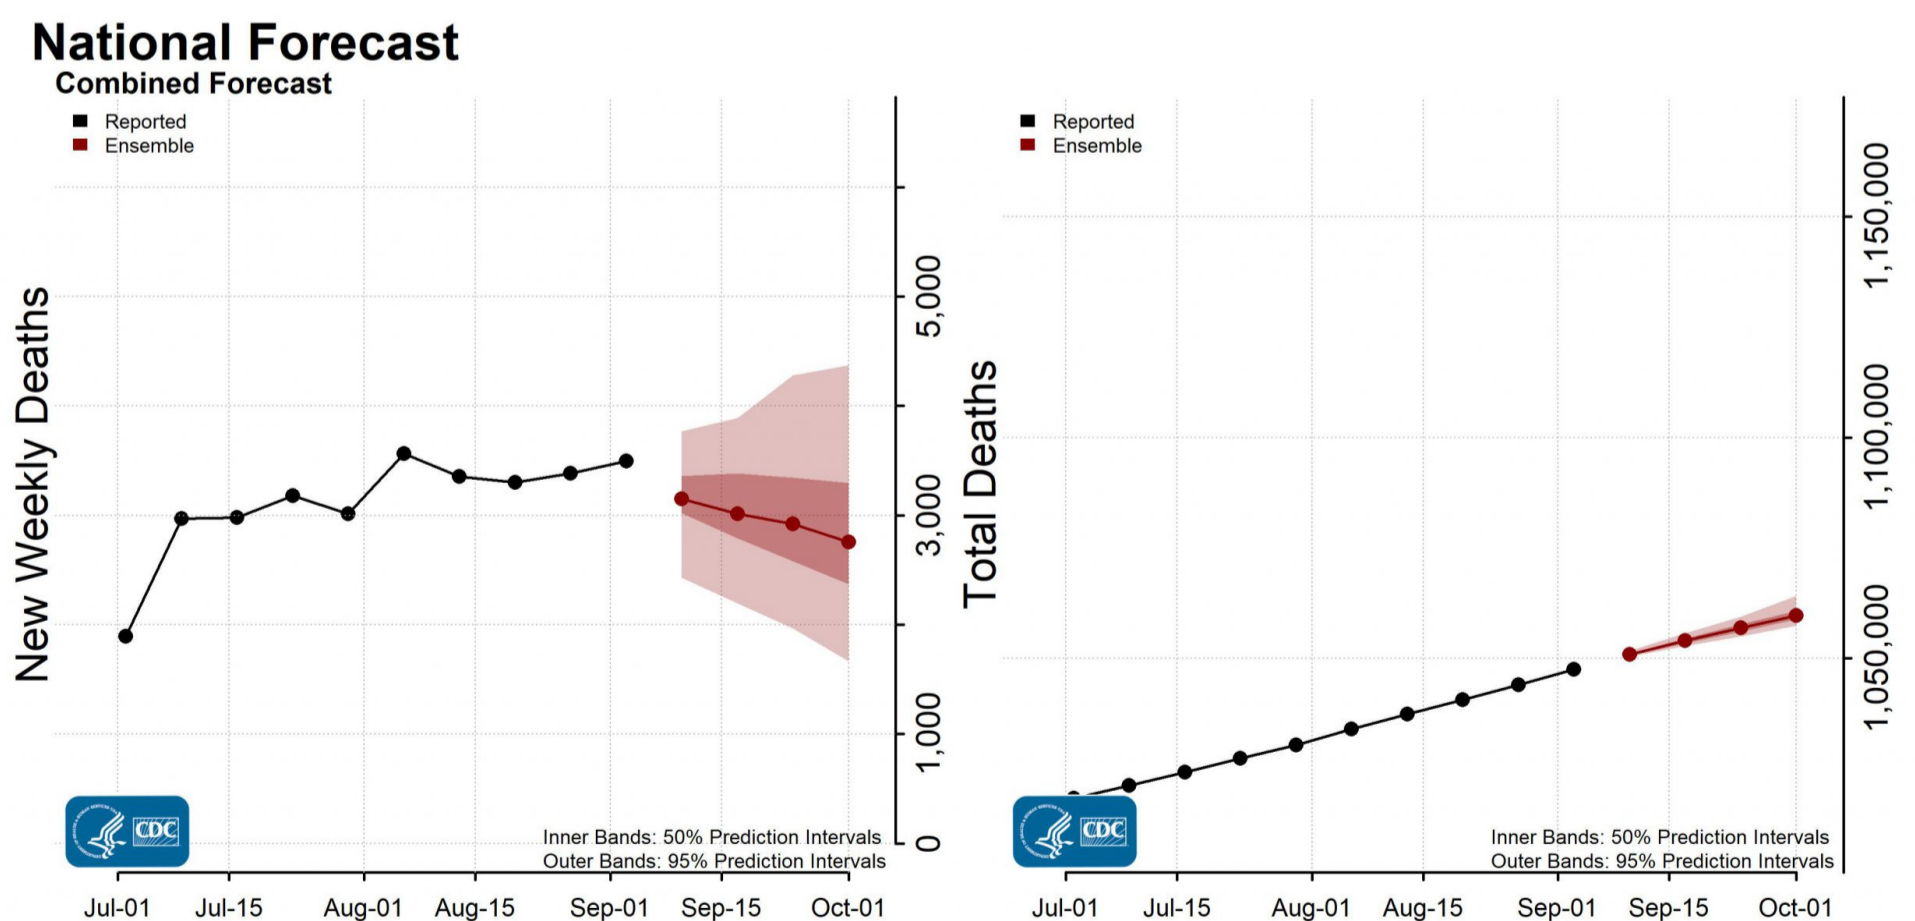 National Forecast
Combined Forecast
Reported
Ensemble
New Weekly Deaths
5,000
3,000
1,000
0
CDC
Inner Bands: 50% Prediction Intervals
Outer Bands: 95% Prediction Intervals
Jul-01 Jul-15 Aug-01 Aug-15 Sep-01 Sep-15 Oct-01
Reported
Ensemble
Total Deaths
1,150,000
1,100,000
1,050,000
CDC
Inner Bands: 50% Prediction Intervals
Outer Bands: 95% Prediction Intervals
Jul-01 Jul-15 Aug-01 Aug-15 Sep-01 Sep-15 Oct-01